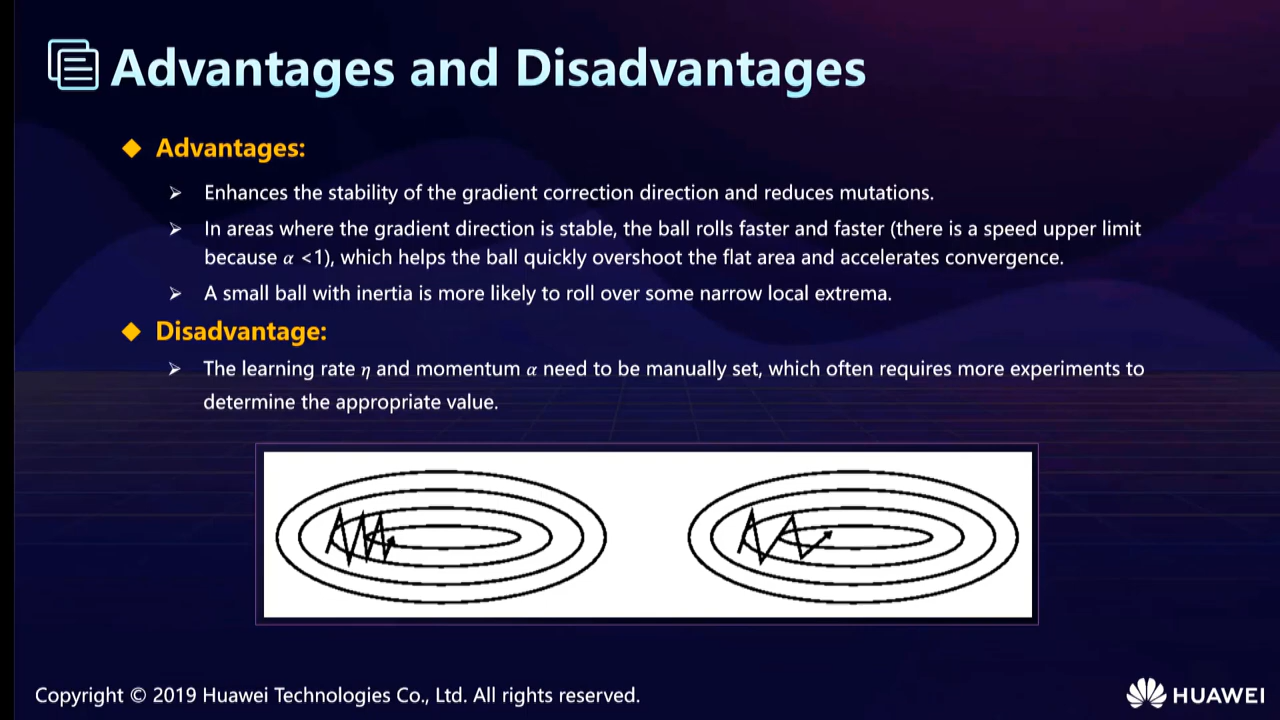 Advantages and Disadvantages
Advantages:
Enhances the stability of the gradient correction direction and reduces mutations.
In areas where the gradient direction is stable, the ball rolls faster and faster (there is a speed upper limit
because α <1), which helps the ball quickly overshoot the flat area and accelerates convergence.
A small ball with inertia is more likely to roll over some narrow local extrema.
Disadvantage:
The learning rate η and momentum α need to be manually set, which often requires more experiments to
determine the appropriate value.
Copyright © 2019 Huawei Technologies Co., Ltd. All rights reserved.
HUAWEI